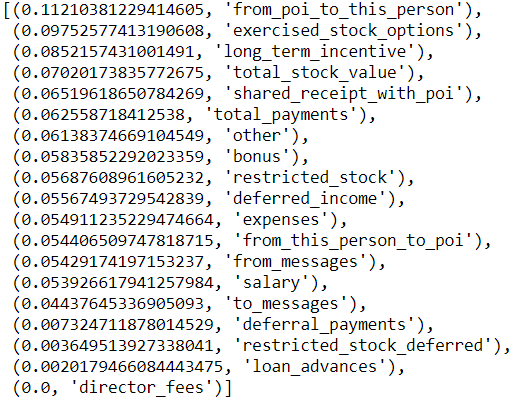 [(0.11210381229414605, 'from_poi_to_this_person'),
(0.09752577413190608, 'exercised_stock_options'),
(0.0852157431001491, 'long_term_incentive'),
(0.07020173835772675, 'total_stock_value'),
(0.06519618650784269, 'shared_receipt_with_poi'),
(0.062558718412538, 'total_payments'),
(0.06138374669104549, 'other'),
(0.05835852292023359, 'bonus'),
(0.05687608961605232, 'restricted_stock'),
(0.05567493729542839, 'deferred_income'),
(0.054911235229474664, 'expenses'),
(0.054406509747818715, 'from_this_person_to_poi'),
(0.05429174197153237, 'from_messages'),
(0.053926617941257984, 'salary'),
(0.04437645336905093, 'to_messages'),
(0.007324711878014529, 'deferral_payments'),
(0.003649513927338041, 'restricted_stock_deferred'),
(0.0020179466084443475, 'loan_advances'),
(0.0, 'director_fees')]